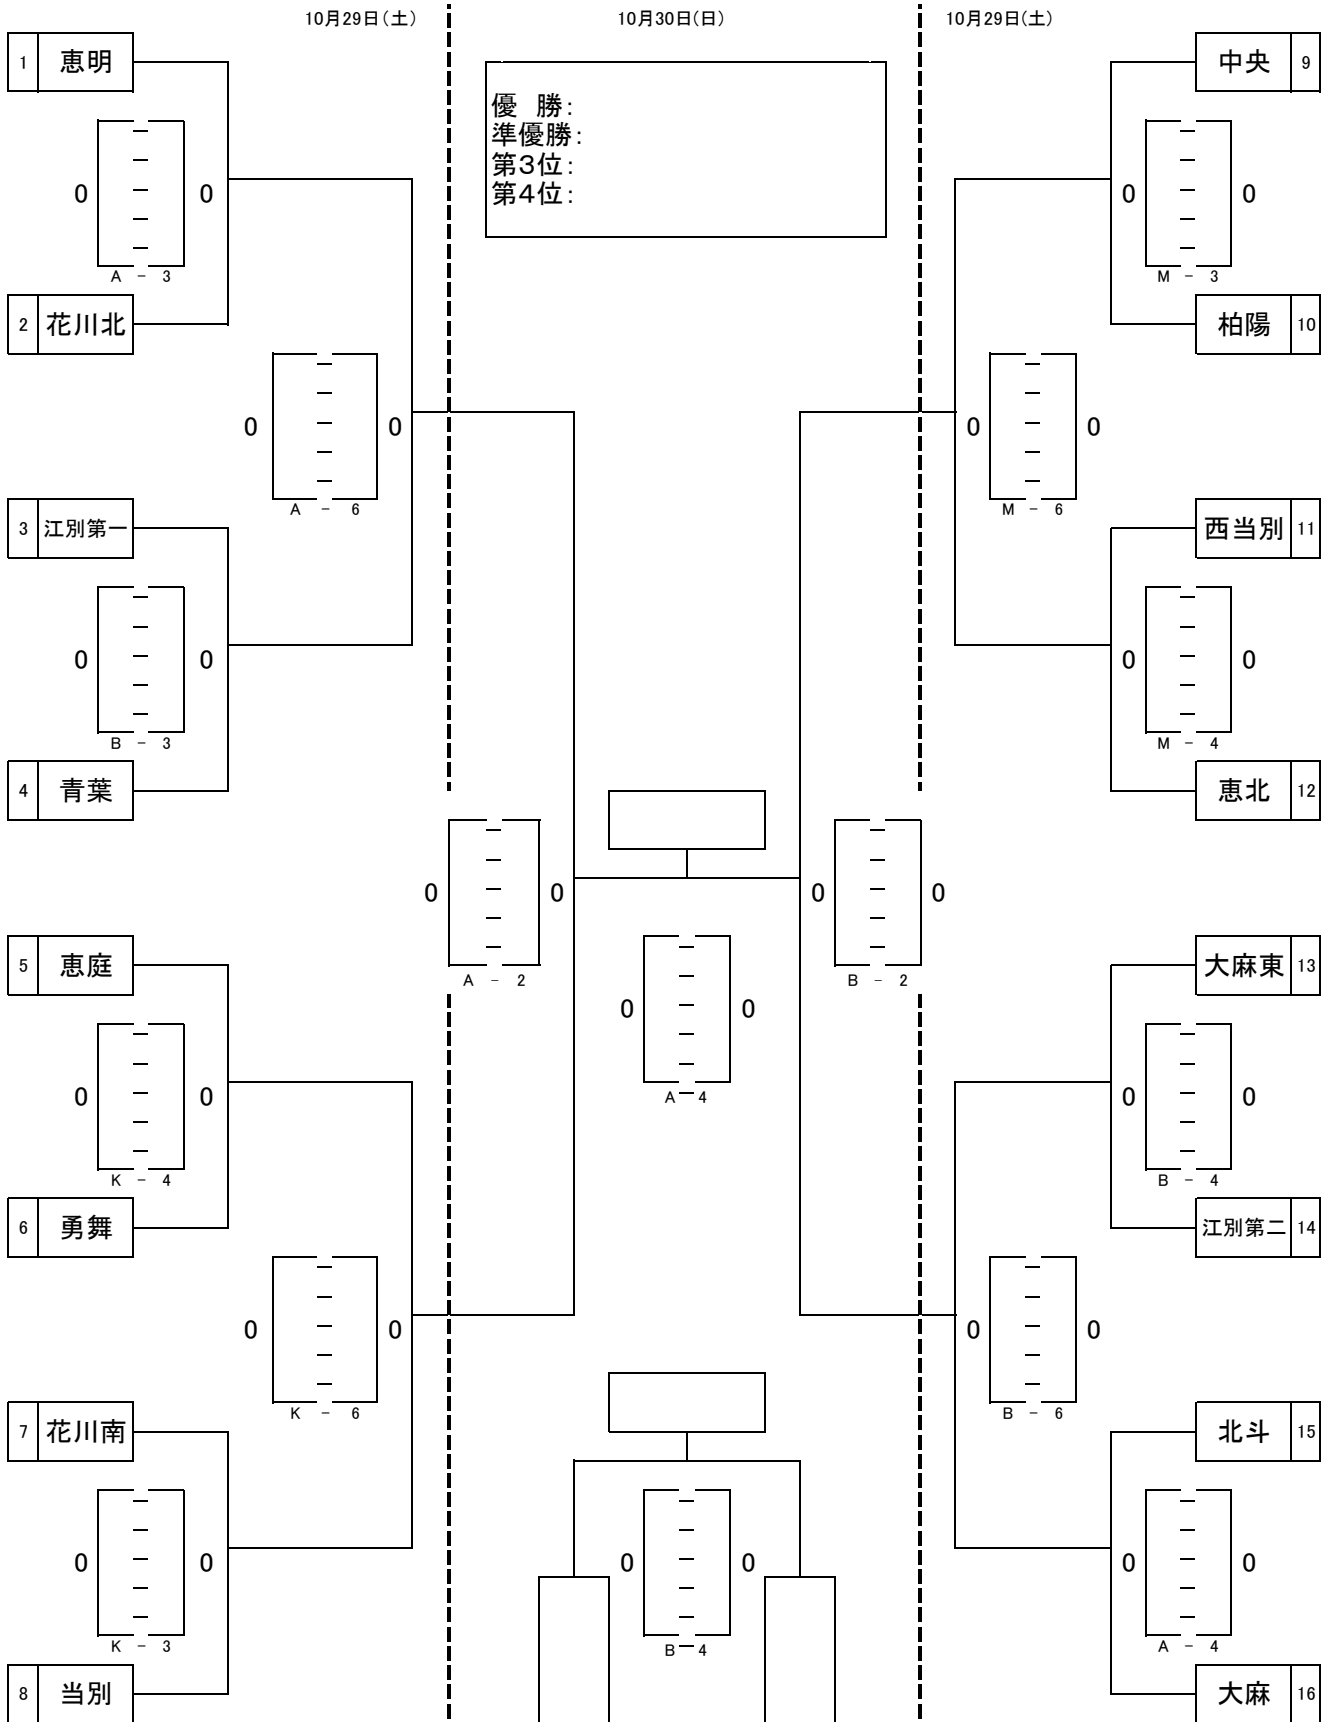 10月29日(土)
10月30日(日)
10月29日(土)
優 勝:
準優勝:
第3位:
第4位:
1 恵明
0 0
A - 3
2 花川北
0 0
A - 6
3 江別第一
0 0
B - 3
4 青葉
0 0
A - 2
5 恵庭
0 0
K - 4
6 勇舞
0 0
K - 6
7 花川南
0 0
K - 3
8 当別
0 0
A 4
0 0
B 4
中央 9
0 0
M - 3
柏陽 10
0 0
M - 6
西当別 11
0 0
M - 4
恵北 12
0 0
B - 2
大麻東 13
0 0
B - 4
江別第二 14
0 0
B - 6
北斗 15
0 0
A - 4
大麻 16